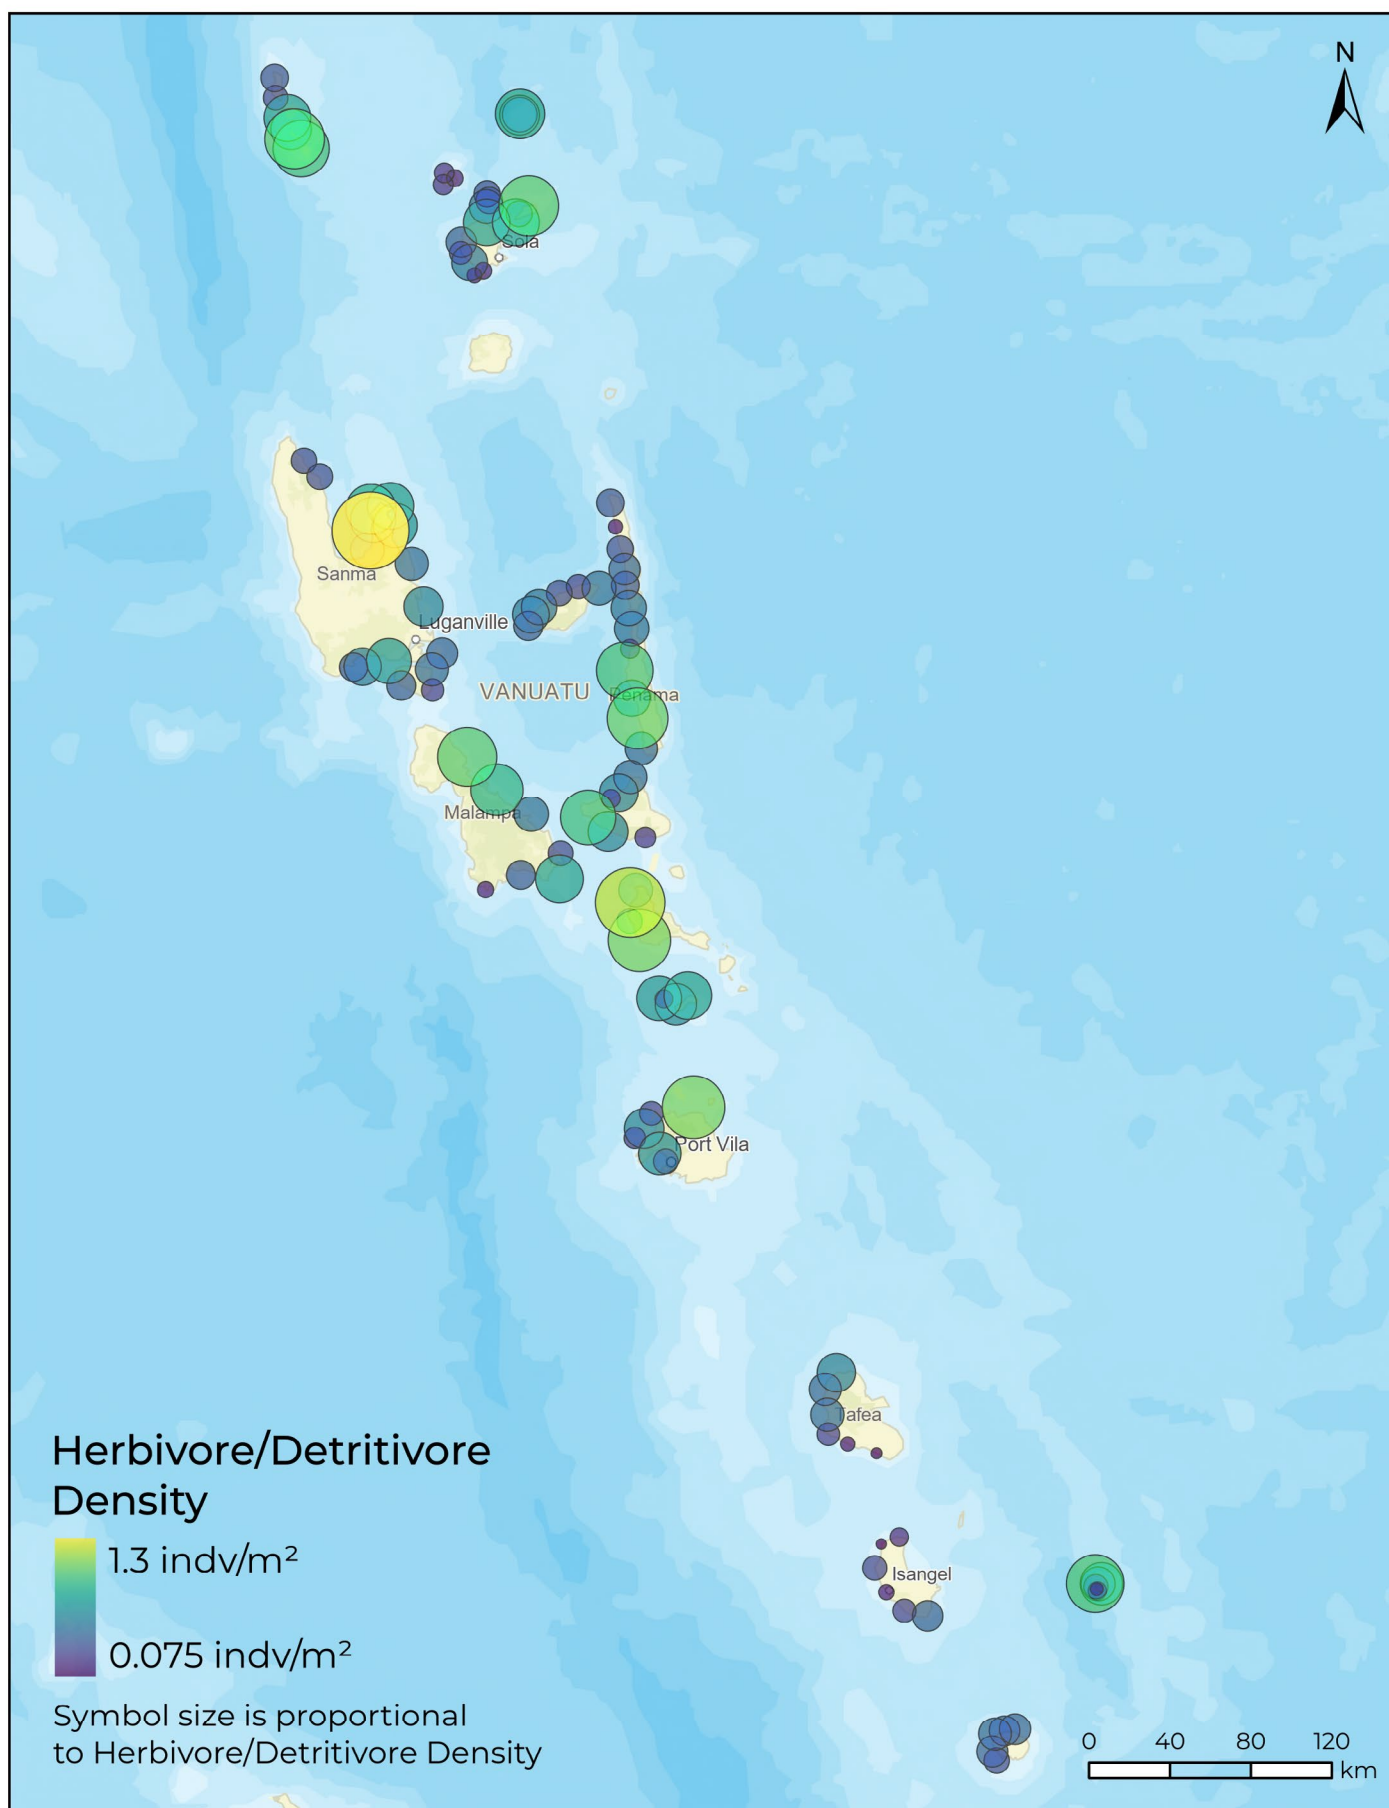 N
Sola
Sanma
Luganville
VANUATU
Penama
Malampa
Port Vila
Tafea
Herbivore/Detritivore
Density
1.3 indv/m²
0.075 indv/m²
Isangel
Symbol size is proportional
to Herbivore/Detritivore Density
0 40 80 120
km